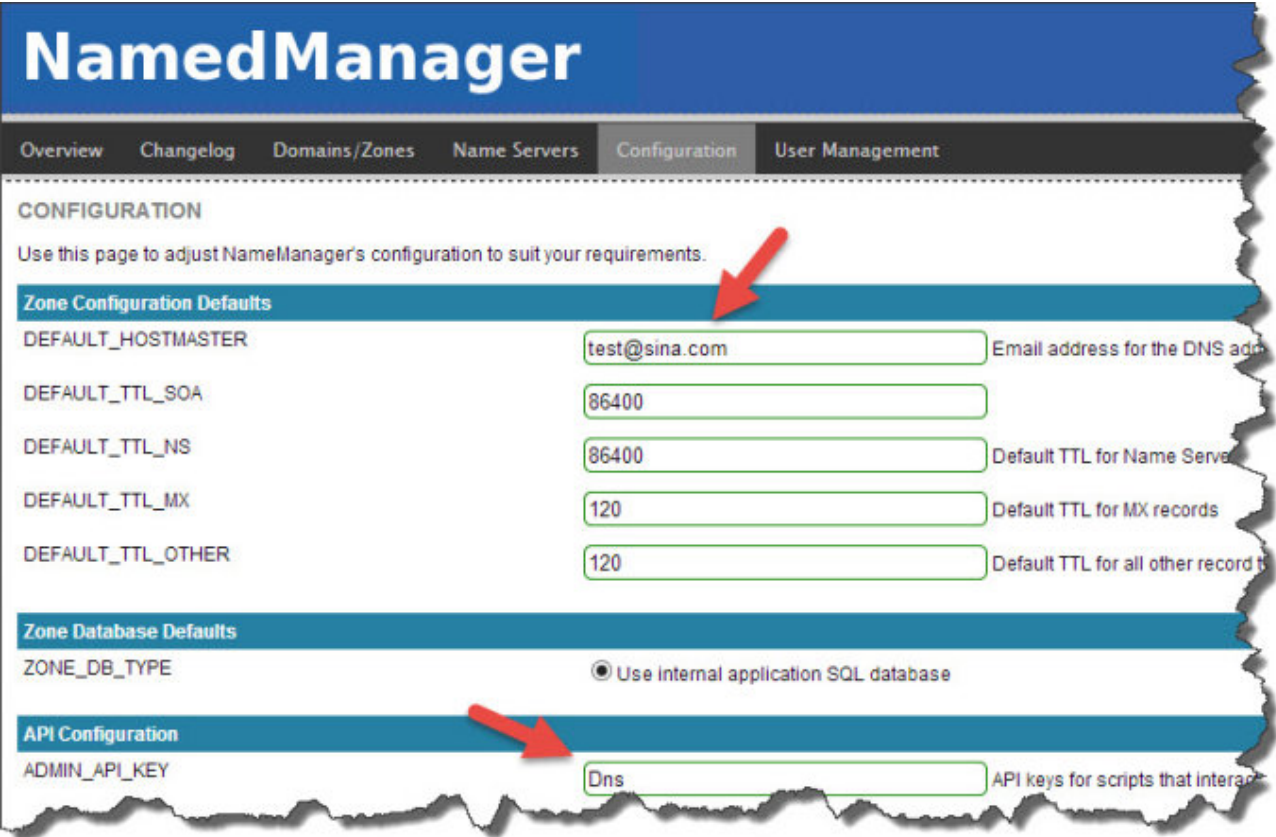 NamedManager
Overview Changelog Domains/Zones Name Servers Configuration User Management
CONFIGURATION
Use this page to adjust NameManager's configuration to suit your requirements.
Zone Configuration Defaults
DEFAULT_HOSTMASTER test@sina.com Email address for the DNS
DEFAULT_TTL_SOA 86400
DEFAULT_TTL_NS 86400 Default TTL for Name
DEFAULT_TTL_MX 120 Default TTL for MX records
DEFAULT_TTL_OTHER 120 Default TTL for all other record
Zone Database Defaults
ZONE_DB_TYPE Use internal application SQL database
API Configuration
ADMIN_API_KEY Dns API keys for scripts that